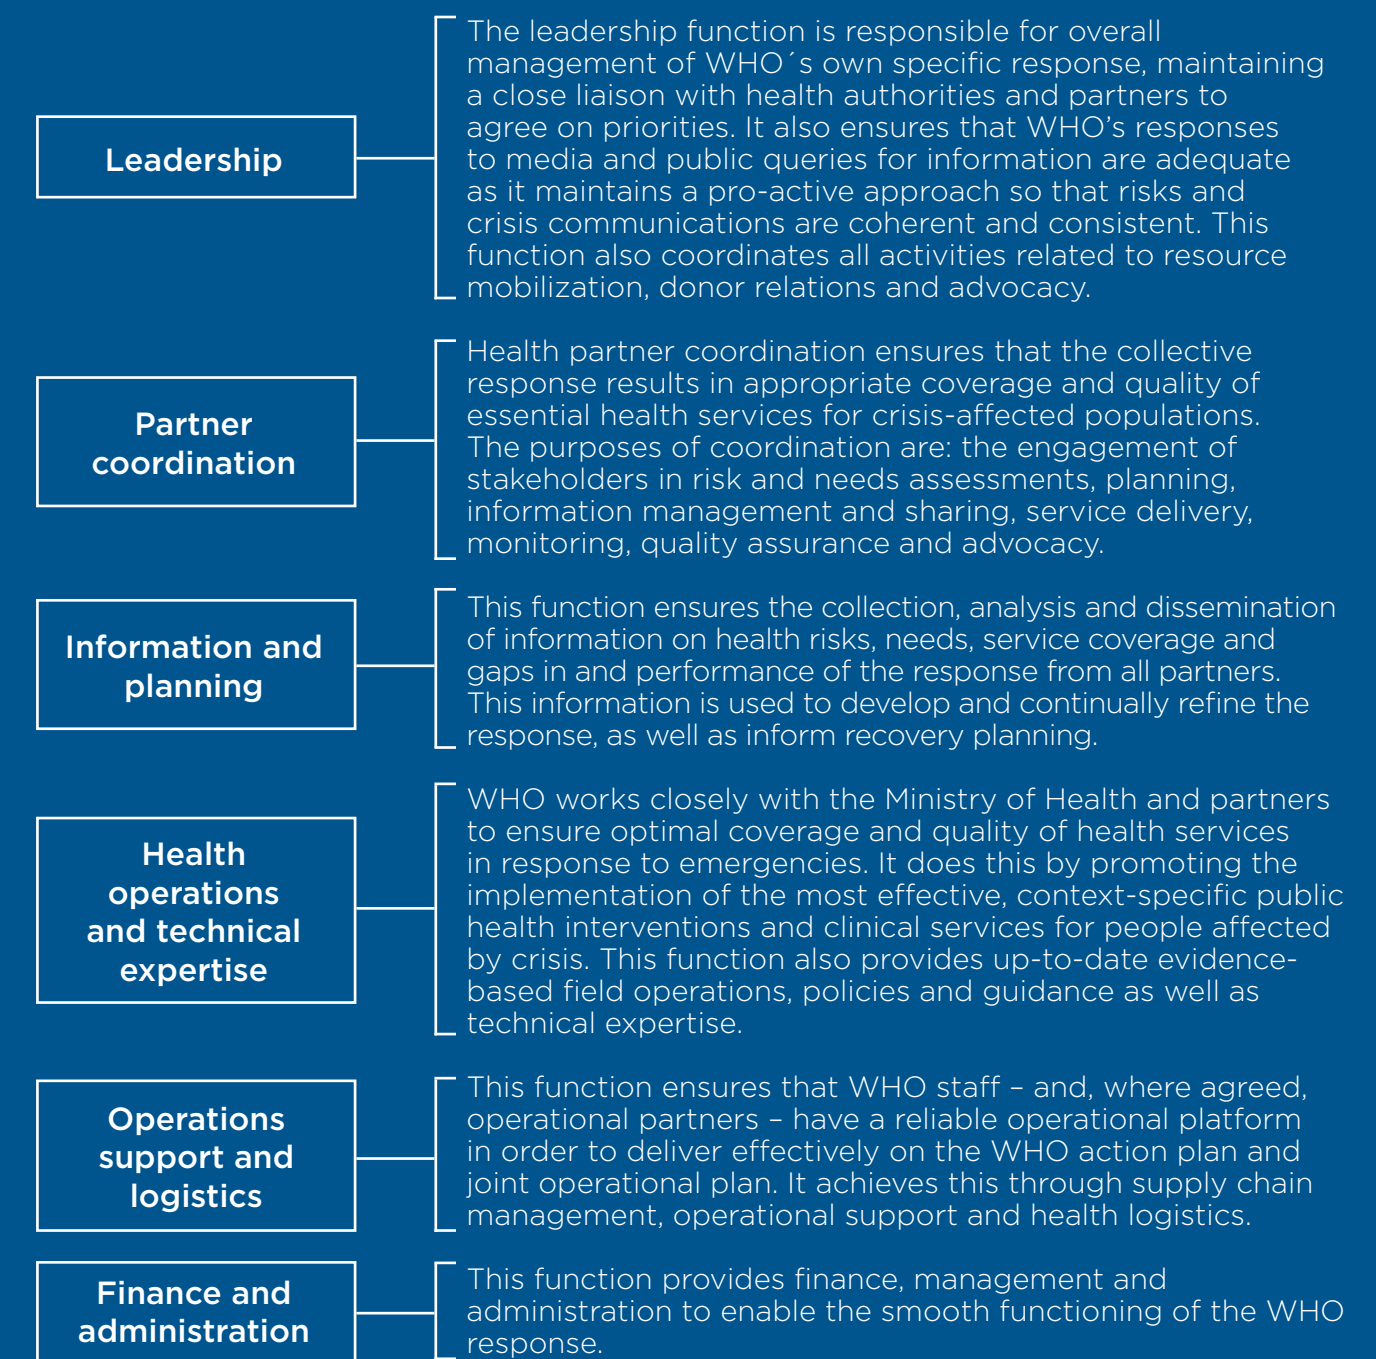 Leadership
The leadership function is responsible for overall
management of WHO´s own specific response, maintaining
a close liaison with health authorities and partners to
agree on priorities. It also ensures that WHO’s responses
to media and public queries for information are adequate
as it maintains a pro-active approach so that risks and
crisis communications are coherent and consistent. This
function also coordinates all activities related to resource
mobilization, donor relations and advocacy.
Partner
coordination
Health partner coordination ensures that the collective
response results in appropriate coverage and quality of
essential health services for crisis-affected populations.
The purposes of coordination are: the engagement of
stakeholders in risk and needs assessments, planning,
information management and sharing, service delivery,
monitoring, quality assurance and advocacy.
Information and
planning
This function ensures the collection, analysis and dissemination
of information on health risks, needs, service coverage and
gaps in and performance of the response from all partners.
This information is used to develop and continually refine the
response, as well as inform recovery planning.
Health
operations
and technical
expertise
WHO works closely with the Ministry of Health and partners
to ensure optimal coverage and quality of health services
in response to emergencies. It does this by promoting the
implementation of the most effective, context-specific public
health interventions and clinical services for people affected
by crisis. This function also provides up-to-date evidence-
based field operations, policies and guidance as well as
technical expertise.
Operations
support and
logistics
This function ensures that WHO staff – and, where agreed,
operational partners – have a reliable operational platform
in order to deliver effectively on the WHO action plan and
joint operational plan. It achieves this through supply chain
management, operational support and health logistics.
Finance and
administration
This function provides finance, management and
administration to enable the smooth functioning of the WHO
response.